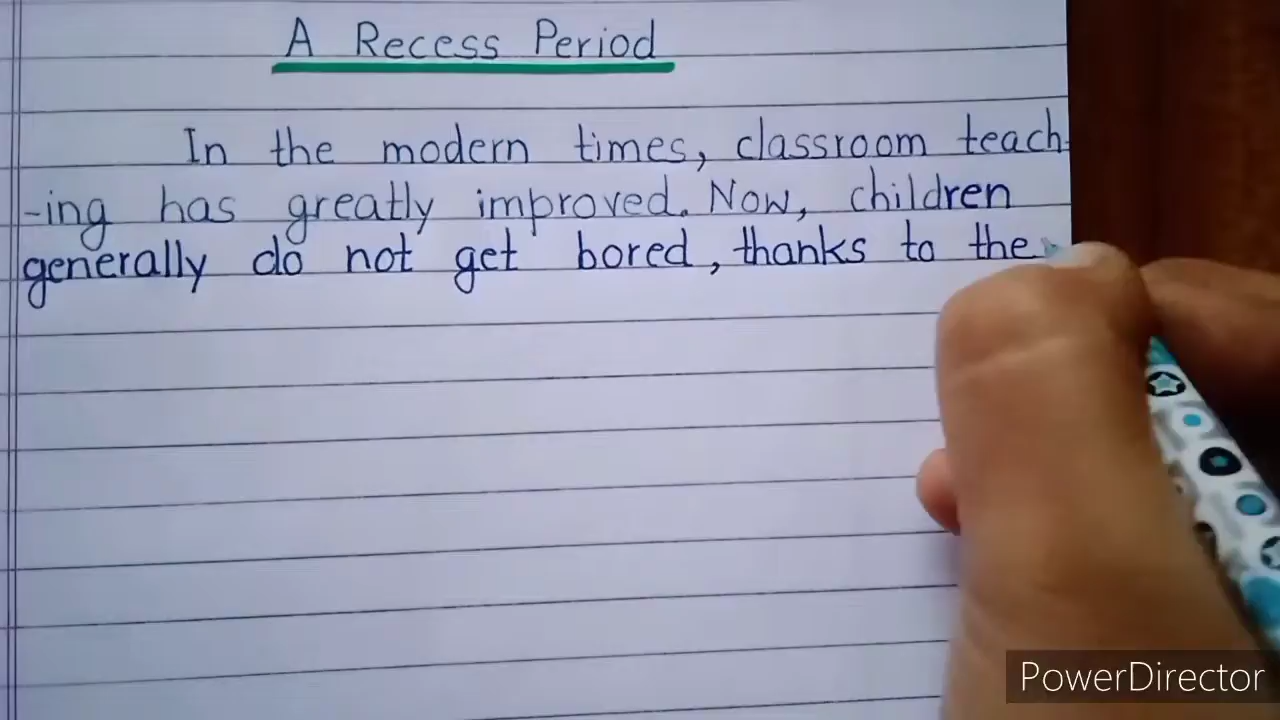 A Recess Period
In the modern times, classroom teach-
-ing has greatly improved. Now, children
generally do not get bored, thanks to the
PowerDirector